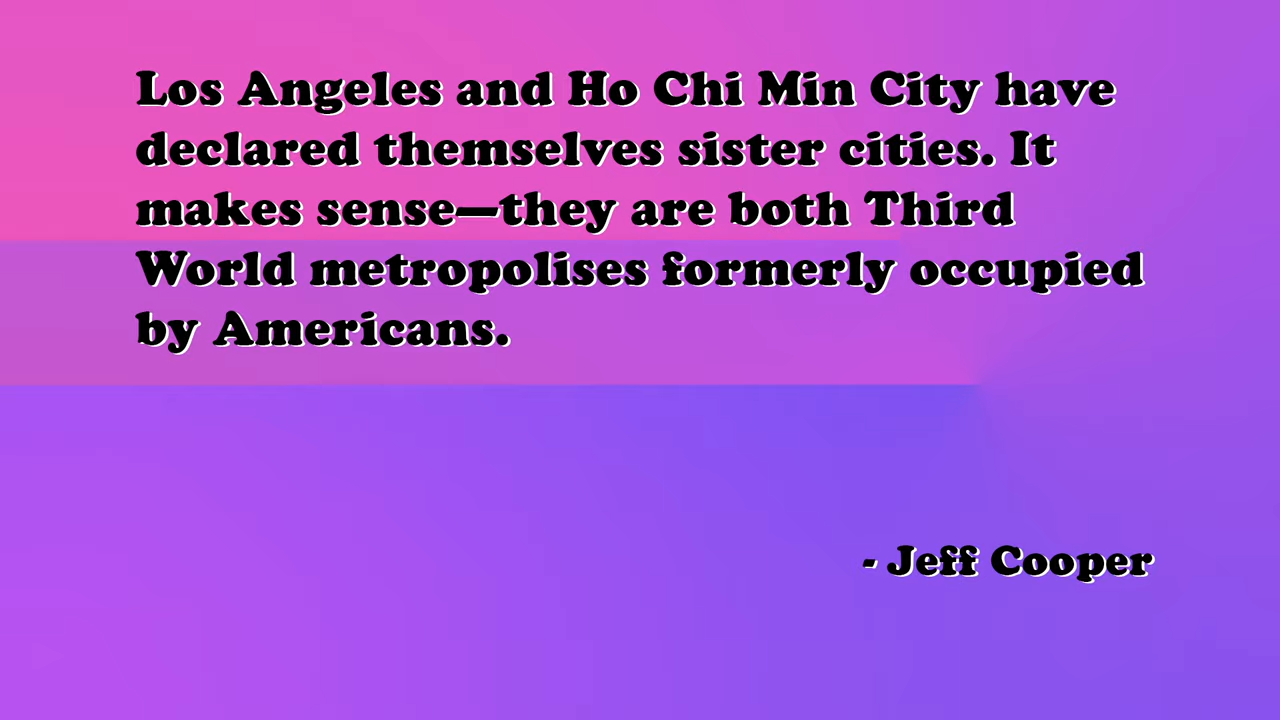 Los Angeles and Ho Chi Min City have
declared themselves sister cities. It
makes sense—they are both Third
World metropolises formerly occupied
by Americans.
- Jeff Cooper